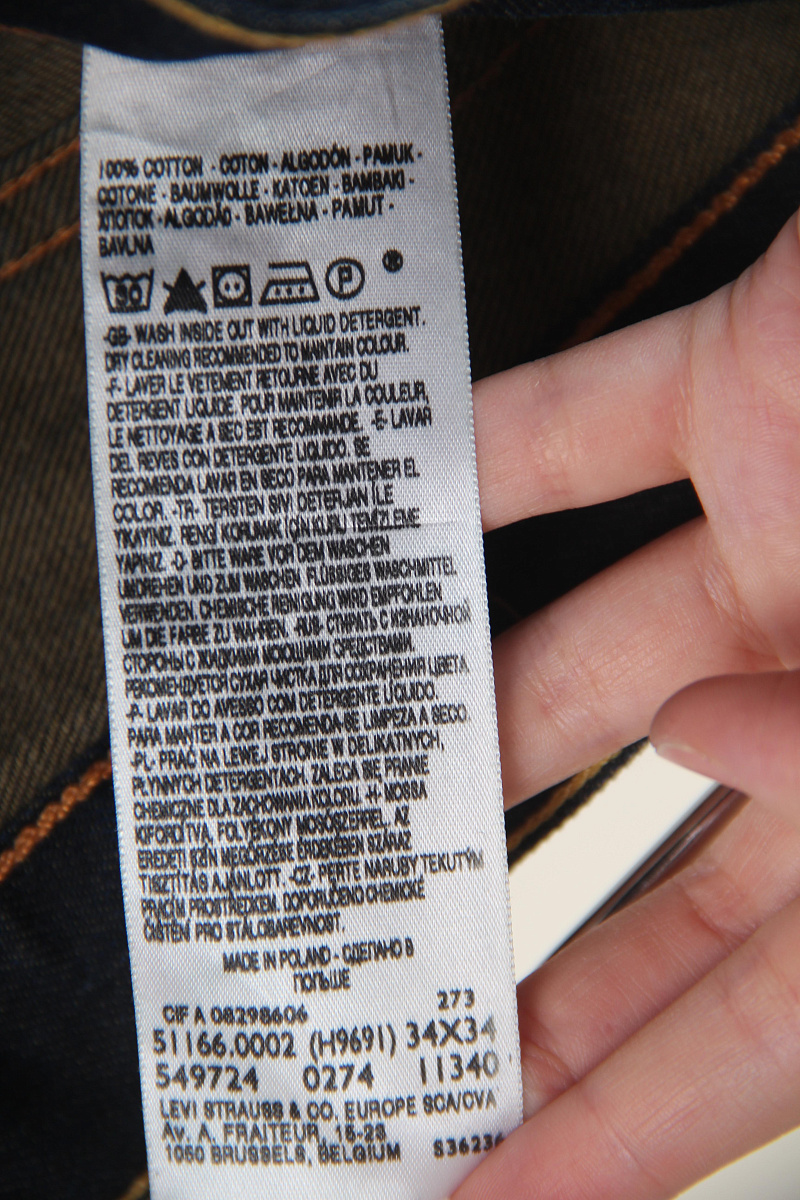 100% COTTON - COTON - ALGODÓN - PAMUK -
COTONE - BAUMWOLLE - KATOEN - BAMBAKI -
ХЛОПОК - ALGODÃO - BAWEŁNA - PAMUT -
BAVLNA
30 P ®
-GB- WASH INSIDE OUT WITH LIQUID DETERGENT.
DRY CLEANING RECOMMENDED TO MAINTAIN COLOUR.
-F- LAVER LE VETEMENT RETOURNE AVEC DU
DETERGENT LIQUIDE. POUR MAINTENIR LA COULEUR,
LE NETTOYAGE A SEC EST RECOMMANDE. -E- LAVAR
DEL REVES CON DETERGENTE LIQUIDO. SE
RECOMIENDA LAVAR EN SECO PARA MANTENER EL
COLOR. -TR- TERSTEN SIVI DETERJAN İLE
YIKAYINIZ. RENGİ KORUMAK İÇİN KURU TEMİZLEME
YAPINIZ. -D- BITTE WARE VOR DEM WASCHEN
UMDREHEN UND ZUM WASCHEN FLÜSSIGES WASCHMITTEL
VERWENDEN. CHEMISCHE REINIGUNG WIRD EMPFOHLEN
UM DIE FARBE ZU WAHREN. -RUS- СТИРАТЬ С ИЗНАНОЧНОЙ
СТОРОНЫ С ЖИДКИМИ МОЮЩИМИ СРЕДСТВАМИ.
РЕКОМЕНДУЕТСЯ СУХАЯ ЧИСТКА ДЛЯ СОХРАНЕНИЯ ЦВЕТА.
-P- LAVAR DO AVESSO COM DETERGENTE LÍQUIDO.
PARA MANTER A COR RECOMENDA-SE LIMPEZA A SECO.
-PL- PRAĆ NA LEWEJ STRONIE W DELIKATNYCH,
PŁYNNYCH DETERGENTACH. ZALECA SIĘ PRANIE
CHEMICZNE DLA ZACHOWANIA KOLORU. -H- MOSSA
KIFORDÍTVA, FOLYÉKONY MOSÓSZERREL. AZ
EREDETI SZÍN MEGŐRZÉSE ÉRDEKÉBEN SZÁRAZ
TISZTÍTÁS AJÁNLOTT. -CZ- PERTE NARUBY TEKUTÝM
PRACÍM PROSTŘEDKEM. DOPORUČENO CHEMICKÉ
ČISTĚNÍ PRO STÁLOBAREVNOST.
MADE IN POLAND - СДЕЛАНО В
ПОЛЬШЕ
CIF A 08298606 273
51166.0002 (H9691) 34X34
549724 0274 11340
LEVI STRAUSS & CO. EUROPE SCA/CVA
Av. A. FRAITEUR, 15-23
1050 BRUSSELS, BELGIUM S36236